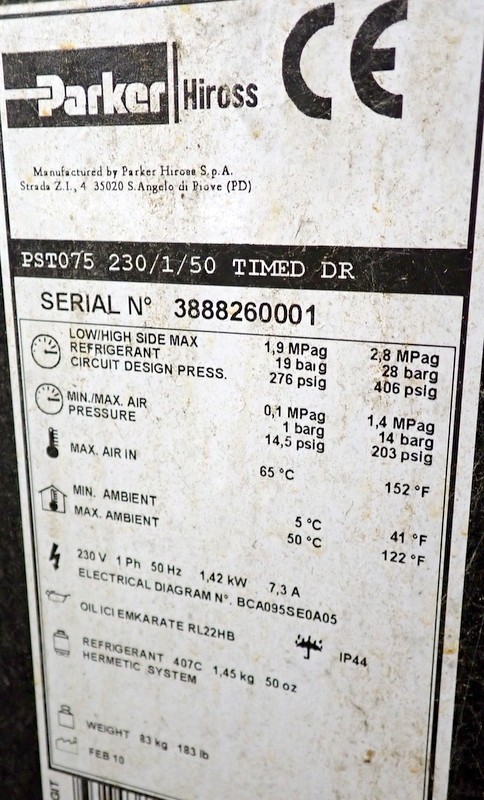 Parker Hiross CE
Manufactured by Parker Hiross S.p.A.
Strada Z.I., 4 35020 S.Angelo di Piove (PD)
PST075 230/1/50 TIMED DR
SERIAL N° 3888260001
LOW/HIGH SIDE MAX 1,9 MPag 2,8 MPag
REFRIGERANT 19 barg 28 barg
CIRCUIT DESIGN PRESS. 276 psig 406 psig
MIN./MAX. AIR 0,1 MPag 1,4 MPag
PRESSURE 1 barg 14 barg
14,5 psig 203 psig
MAX. AIR IN 65 °C 152 °F
MIN. AMBIENT 5 °C 41 °F
MAX. AMBIENT 50 °C 122 °F
230 V 1 Ph 50 Hz 1,42 kW 7,3 A
ELECTRICAL DIAGRAM N°. BCA095SE0A05
OIL ICI EMKARATE RL22HB IP44
REFRIGERANT 407C 1,45 kg 50 oz
HERMETIC SYSTEM
WEIGHT 83 kg 183 lb
FEB 10